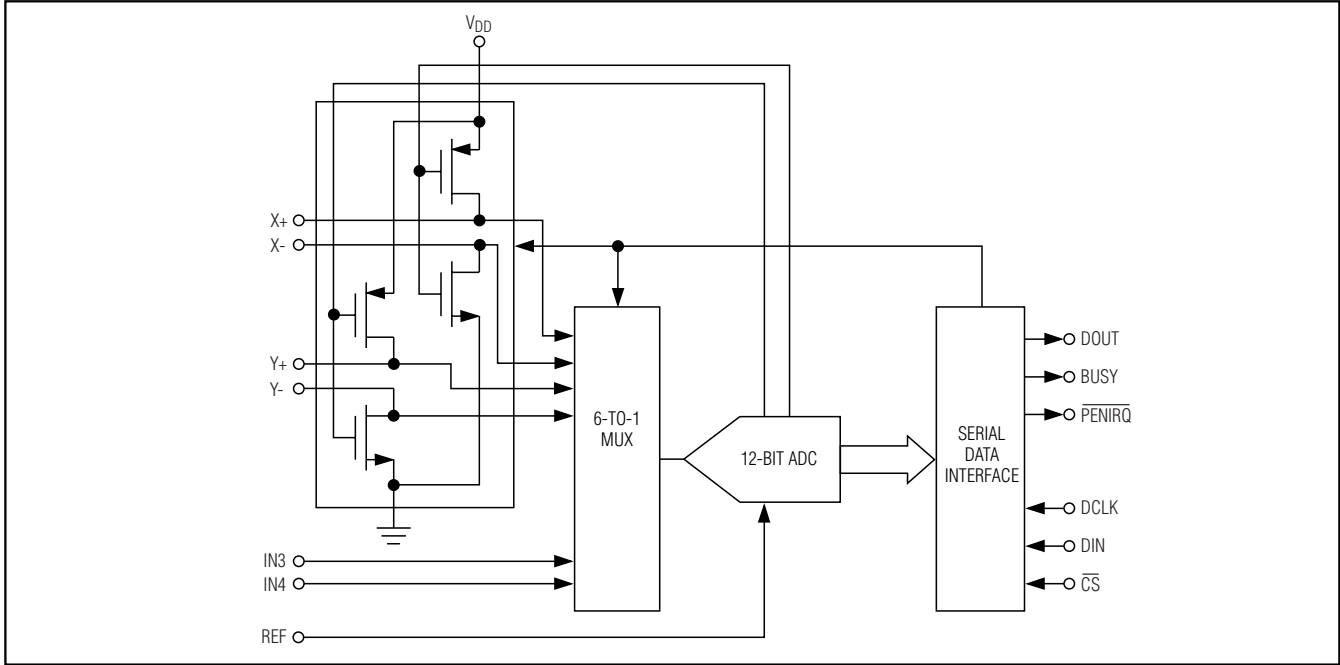 VDD
X+
X-
Y+
Y-
6-TO-1
MUX
12-BIT ADC
SERIAL
DATA
INTERFACE
DOUT
BUSY
PENIRQ
DCLK
DIN
CS
IN3
IN4
REF